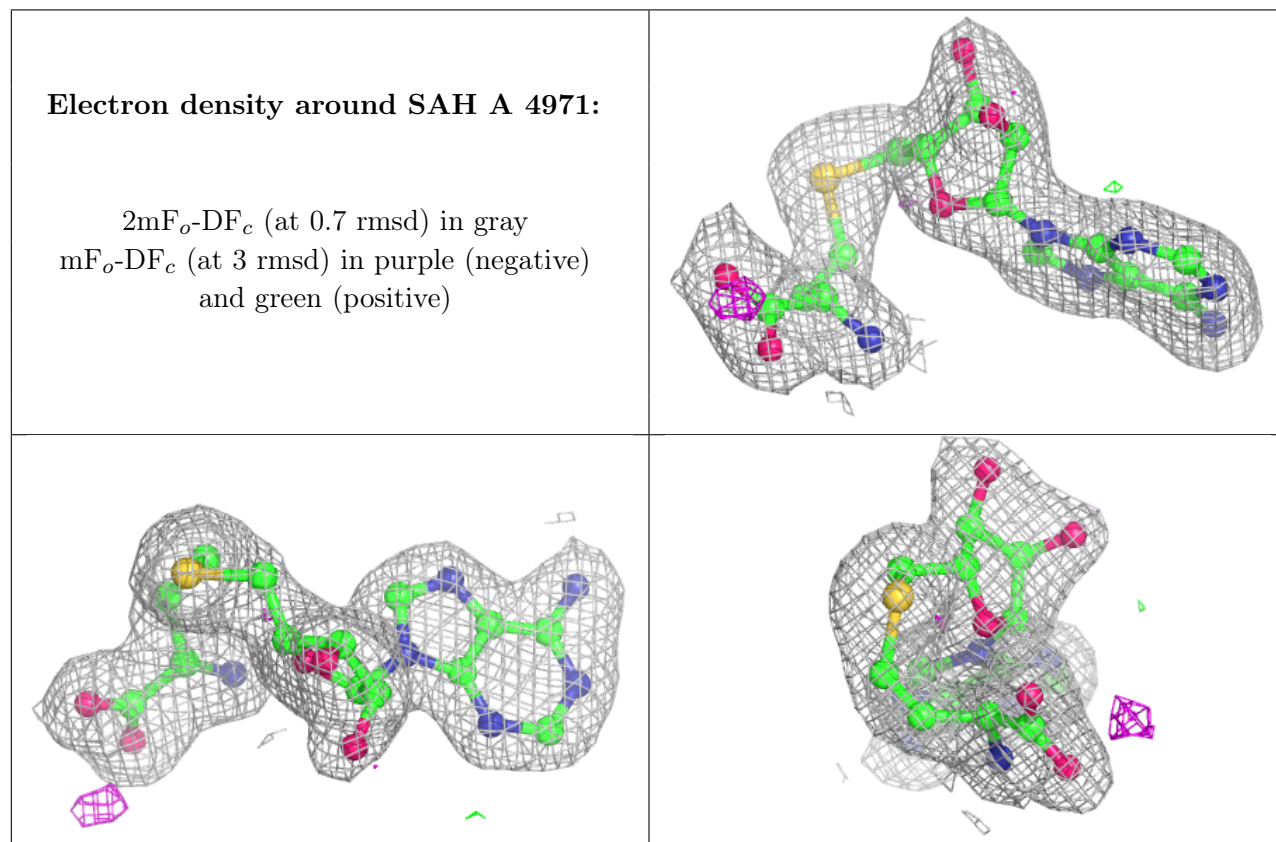 Electron density around SAH A 4971:
2mFo-DFc (at 0.7 rmsd) in gray
mFo-DFc (at 3 rmsd) in purple (negative)
and green (positive)